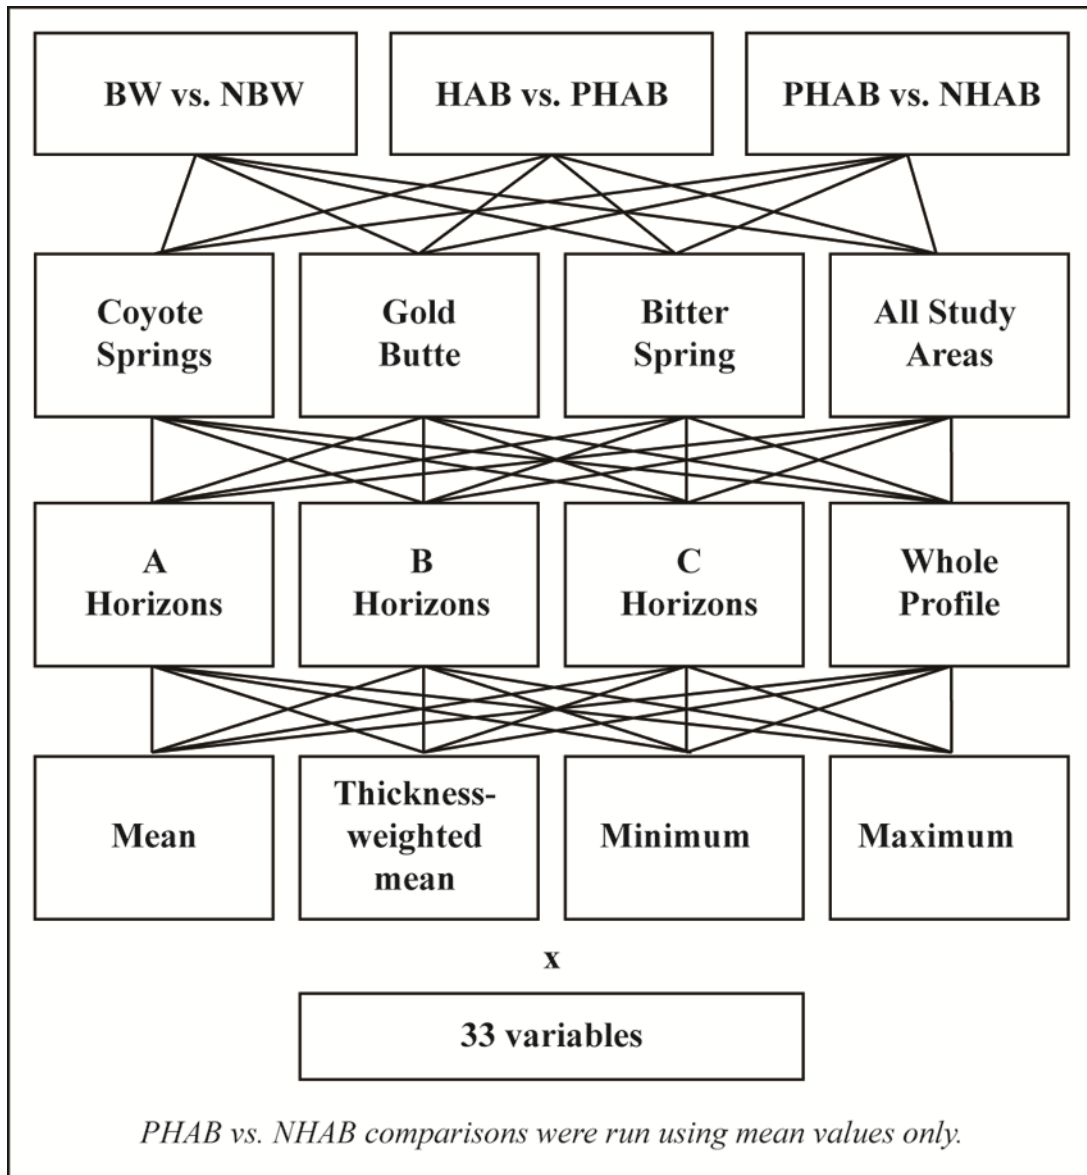 BW vs. NBW
HAB vs. PHAB
PHAB vs. NHAB
Coyote
Springs
Gold
Butte
Bitter
Spring
All Study
Areas
A
Horizons
B
Horizons
C
Horizons
Whole
Profile
Mean
Thickness-
weighted
mean
Minimum
Maximum
x
33 variables
PHAB vs. NHAB comparisons were run using mean values only.